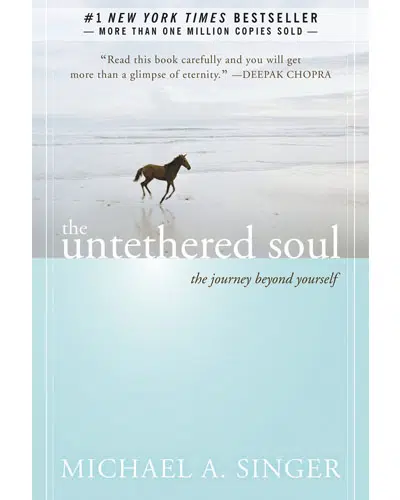 #1 NEW YORK TIMES BESTSELLER
— MORE THAN ONE MILLION COPIES SOLD —
“Read this book carefully and you will get
more than a glimpse of eternity.” —DEEPAK CHOPRA
the
untethered soul
the journey beyond yourself
MICHAEL A. SINGER